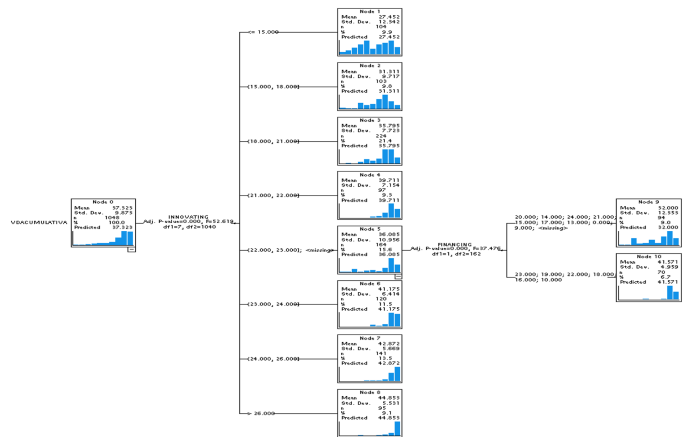 VDACUMULATIVA
Node 0
Mean 37.323
Std. Dev. 9.873
n 1048
% 100.0
Predicted 37.323
INNOVATING
Adj. P-value=0.000, F=52.619,
df1=7, df2=1040
<= 15.000
Node 1
Mean 27.452
Std. Dev. 12.342
n 104
% 9.9
Predicted 27.452
(15.000, 18.000]
Node 2
Mean 31.311
Std. Dev. 9.717
n 103
% 9.8
Predicted 31.311
(18.000, 21.000]
Node 3
Mean 35.795
Std. Dev. 7.723
n 224
% 21.4
Predicted 35.795
(21.000, 22.000]
Node 4
Mean 39.711
Std. Dev. 7.154
n 97
% 9.3
Predicted 39.711
(22.000, 23.000]; <missing>
Node 5
Mean 36.085
Std. Dev. 10.956
n 164
% 15.6
Predicted 36.085
FINANCING
Adj. P-value=0.000, F=37.476,
df1=1, df2=162
20.000; 14.000; 24.000; 21.000;
15.000; 17.000; 13.000; 0.000;
9.000; <missing>
Node 9
Mean 32.000
Std. Dev. 12.353
n 94
% 9.0
Predicted 32.000
23.000; 19.000; 22.000; 18.000;
16.000; 10.000
Node 10
Mean 41.571
Std. Dev. 4.959
n 70
% 6.7
Predicted 41.571
(23.000, 24.000]
Node 6
Mean 41.175
Std. Dev. 6.414
n 120
% 11.5
Predicted 41.175
(24.000, 26.000]
Node 7
Mean 42.872
Std. Dev. 5.868
n 141
% 13.5
Predicted 42.872
> 26.000
Node 8
Mean 44.853
Std. Dev. 5.531
n 95
% 9.1
Predicted 44.853